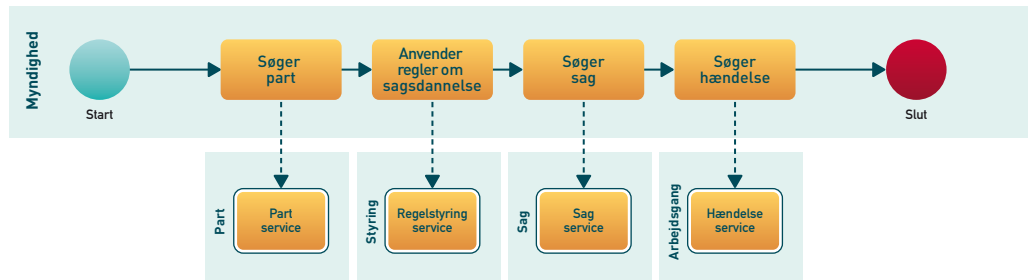 Myndighed
Start
Søger
part
Anvender
regler om
sagsdannelse
Søger
sag
Søger
hændelse
Slut
Part
Part
service
Styring
Regelstyring
service
Sag
Sag
service
Arbejdsgang
Hændelse
service